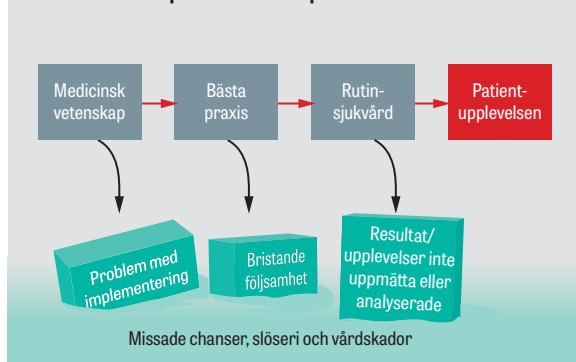 Medicinsk
vetenskap
Bästa
praxis
Rutin-
sjukvård
Patient-
upplevelsen
Problem med
implementering
Bristande
följsamhet
Resultat/
upplevelser inte
uppmätta eller
analyserade
Missade chanser, slöseri och vårdskador